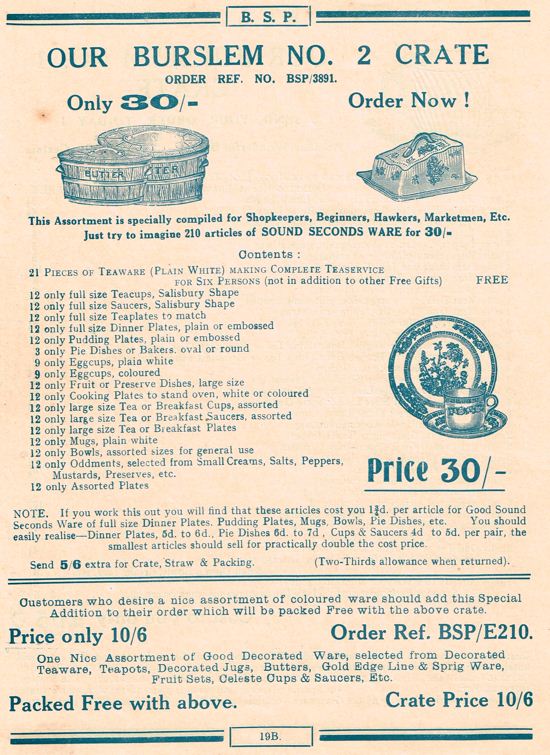 B. S. P.
OUR BURSLEM NO. 2 CRATE
ORDER REF. NO. BSP/3891.
Only 30/- Order Now !
BUTTER TER
This Assortment is specially compiled for Shopkeepers, Beginners, Hawkers, Marketmen, Etc.
Just try to imagine 210 articles of SOUND SECONDS WARE for 30/-
Contents :
21 PIECES OF TEAWARE (PLAIN WHITE) MAKING COMPLETE TEASERVICE
FOR SIX PERSONS (not in addition to other Free Gifts) FREE
12 only full size Teacups, Salisbury Shape
12 only full size Saucers, Salisbury Shape
12 only full size Teaplates to match
12 only full size Dinner Plates, plain or embossed
12 only Pudding Plates, plain or embossed
3 only Pie Dishes or Bakers. oval or round
9 only Eggcups, plain white
9 only Eggcups, coloured
12 only Fruit or Preserve Dishes, large size
12 only Cooking Plates to stand oven, white or coloured
12 only large size Tea or Breakfast Cups, assorted
12 only large size Tea or Breakfast Saucers, assorted
12 only large size Tea or Breakfast Plates
12 only Mugs, plain white
12 only Bowls, assorted sizes for general use
12 only Oddments, selected from Small Creams, Salts, Peppers,
Mustards, Preserves, etc.
12 only Assorted Plates
Price 30/-
NOTE. If you work this out you will find that these articles cost you 1¾d. per article for Good Sound
Seconds Ware of full size Dinner Plates, Pudding Plates, Mugs, Bowls, Pie Dishes, etc. You should
easily realise—Dinner Plates, 5d. to 6d., Pie Dishes 6d. to 7d , Cups & Saucers 4d to 5d. per pair, the
smallest articles should sell for practically double the cost price.
Send 5/6 extra for Crate, Straw & Packing. (Two-Thirds allowance when returned).
Customers who desire a nice assortment of coloured ware should add this Special
Addition to their order which will be packed Free with the above crate.
Price only 10/6 Order Ref. BSP/E210.
One Nice Assortment of Good Decorated Ware, selected from Decorated
Teaware, Teapots, Decorated Jugs, Butters, Gold Edge Line & Sprig Ware,
Fruit Sets, Celeste Cups & Saucers, Etc.
Packed Free with above. Crate Price 10/6
19B.